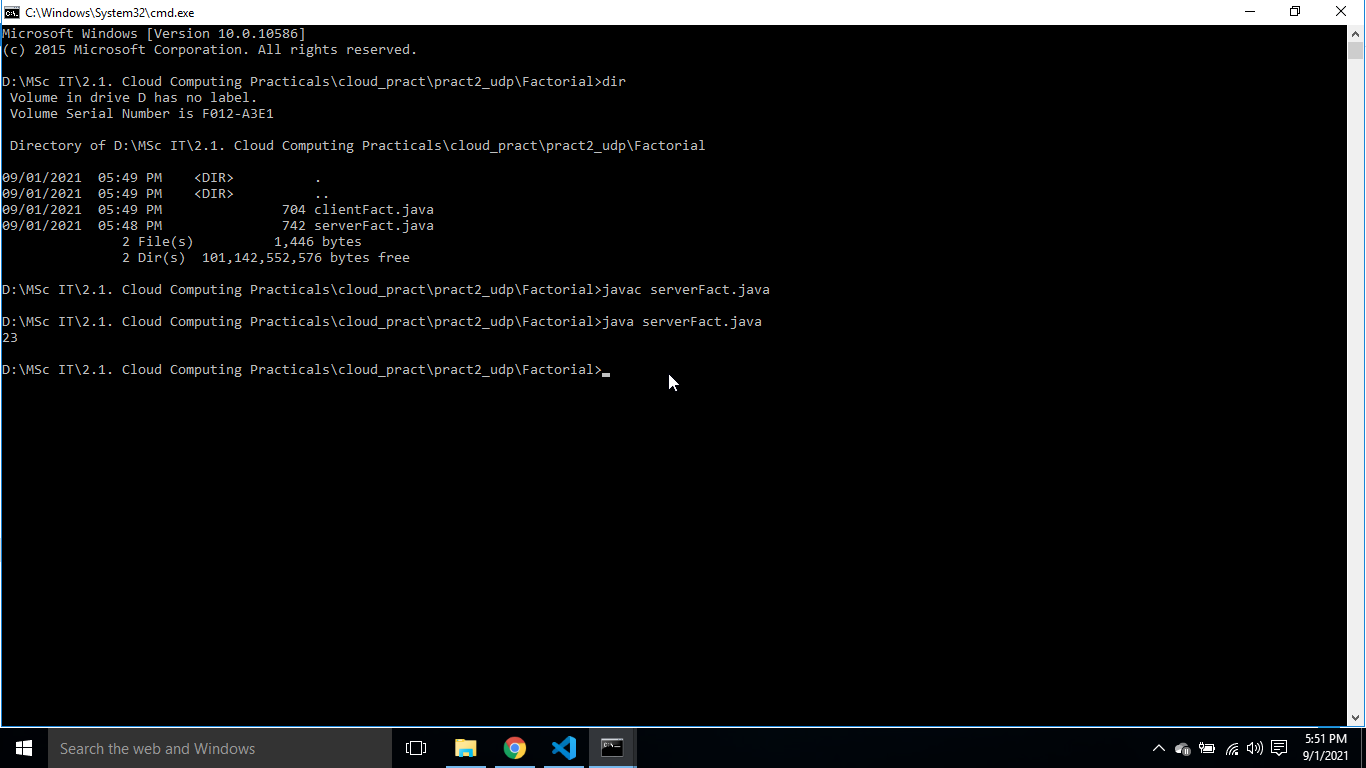 C:\Windows\System32\cmd.exe
Microsoft Windows [Version 10.0.10586]
(c) 2015 Microsoft Corporation. All rights reserved.
D:\MSc IT\2.1. Cloud Computing Practicals\cloud_pract\pract2_udp\Factorial>dir
Volume in drive D has no label.
Volume Serial Number is F012-A3E1
Directory of D:\MSc IT\2.1. Cloud Computing Practicals\cloud_pract\pract2_udp\Factorial
09/01/2021  05:49 PM    <DIR>          .
09/01/2021  05:49 PM    <DIR>          ..
09/01/2021  05:49 PM               704 clientFact.java
09/01/2021  05:48 PM               742 serverFact.java
2 File(s)          1,446 bytes
2 Dir(s)  101,142,552,576 bytes free
D:\MSc IT\2.1. Cloud Computing Practicals\cloud_pract\pract2_udp\Factorial>javac serverFact.java
D:\MSc IT\2.1. Cloud Computing Practicals\cloud_pract\pract2_udp\Factorial>java serverFact.java
23
D:\MSc IT\2.1. Cloud Computing Practicals\cloud_pract\pract2_udp\Factorial>
Search the web and Windows
5:51 PM
9/1/2021